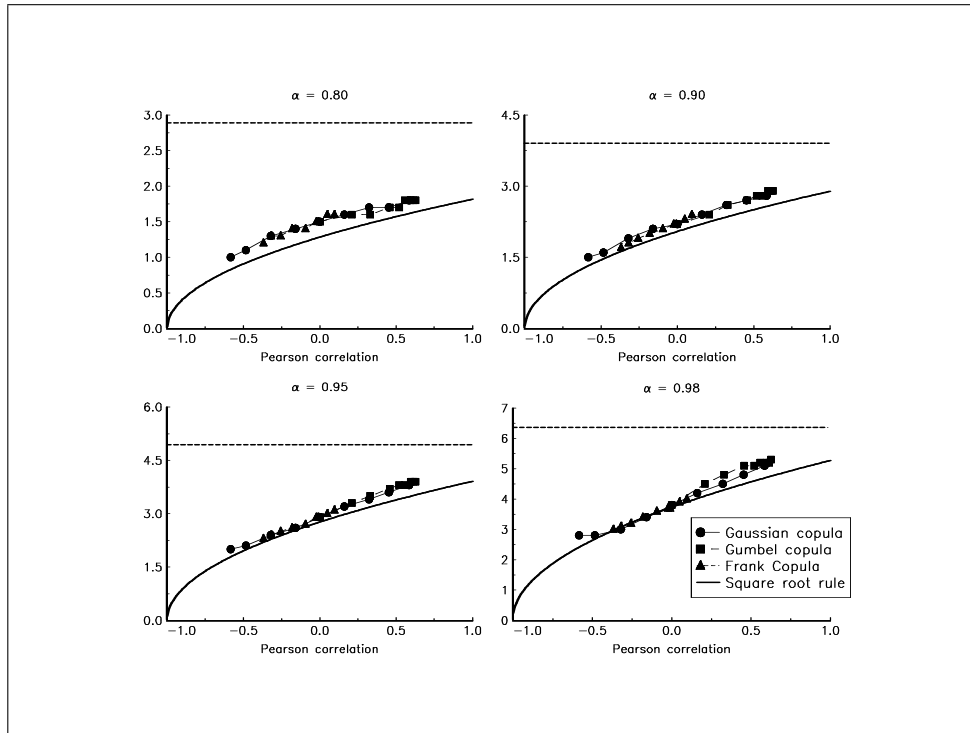 α = 0.80
3.0
2.5
2.0
1.5
1.0
0.5
0.0
−1.0 −0.5 0.0 0.5 1.0
Pearson correlation
α = 0.90
4.5
3.0
1.5
0.0
−1.0 −0.5 0.0 0.5 1.0
Pearson correlation
α = 0.95
6.0
4.5
3.0
1.5
0.0
−1.0 −0.5 0.0 0.5 1.0
Pearson correlation
α = 0.98
7
6
5
4
3
2
1
0
−1.0 −0.5 0.0 0.5 1.0
Pearson correlation
Gaussian copula
Gumbel copula
Frank Copula
Square root rule